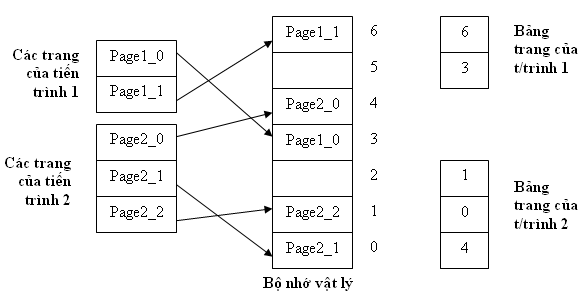 Các trang
của tiến
trình 1
Page1_0
Page1_1
Các trang
của tiến
trình 2
Page2_0
Page2_1
Page2_2
Page1_1 6
5
Page2_0 4
Page1_0 3
2
Page2_2 1
Page2_1 0
Bộ nhớ vật lý
6
3
Bảng
trang của
t/trình 1
1
0
4
Bảng
trang của
t/trình 2